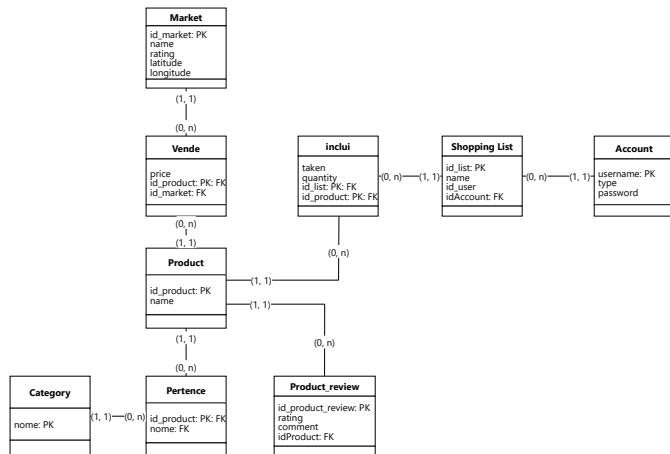 Market
id_market: PK
name
rating
latitude
longitude
(1, 1)
(0, n)
Vende
price
id_product: PK: FK
id_market: FK
(0, n)
(1, 1)
inclui
taken
quantity
id_list: PK: FK
id_product: PK: FK
(0, n)
(1, 1)
Shopping List
id_list: PK
name
id_user
idAccount: FK
(0, n)
(1, 1)
Account
username: PK
type
password
(0, n)
Product
id_product: PK
name
(1, 1)
(1, 1)
(1, 1)
(0, n)
(0, n)
Category
nome: PK
(1, 1)
(0, n)
Pertence
id_product: PK: FK
nome: FK
Product_review
id_product_review: PK
rating
comment
idProduct: FK